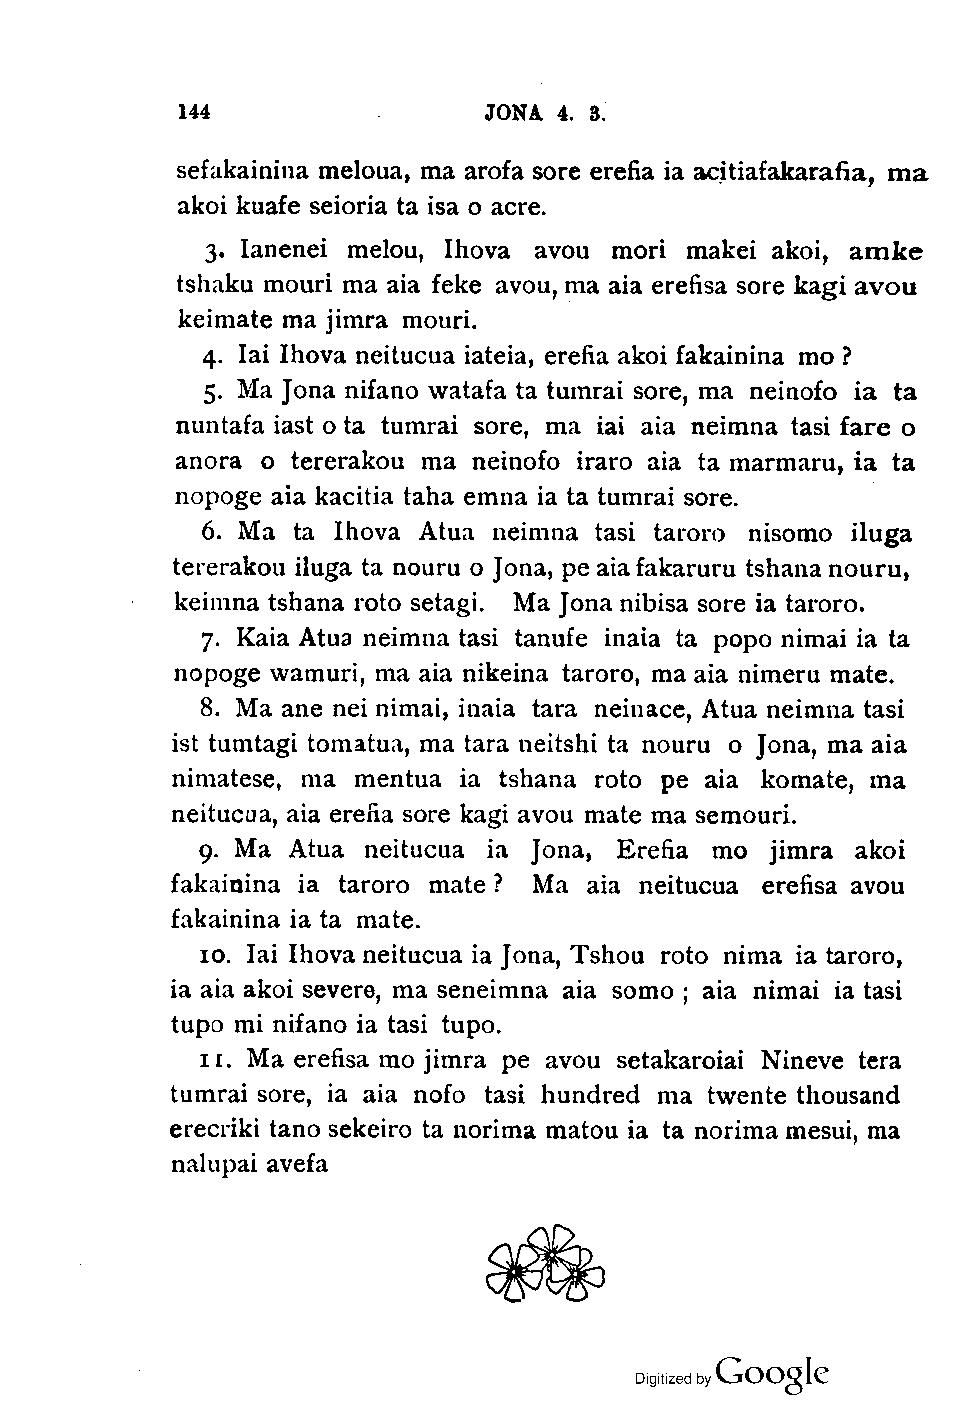 144 JONA 4. 3.
sefakainina meloua, ma arofa sore erefia ia acitiafakarafia, ma
akoi kuafe seioria ta isa o acre.
3. Ianenei melou, Ihova avou mori makei akoi, amke
tshaku mouri ma aia feke avou, ma aia erefisa sore kagi avou
keimate ma jimra mouri.
4. Iai Ihova neitucua iateia, erefia akoi fakainina mo ?
5. Ma Jona nifano watafa ta tumrai sore, ma neinofo ia ta
nuntafa iast o ta tumrai sore, ma iai aia neimna tasi fare o
anora o tererakou ma neinofo iraro aia ta marmaru, ia ta
nopoge aia kacitia taha emna ia ta tumrai sore.
6. Ma ta Ihova Atua neimna tasi taroro nisomo iluga
tererakou iluga ta nouru o Jona, pe aia fakaruru tshana nouru,
keimna tshana roto setagi. Ma Jona nibisa sore ia taroro.
7. Kaia Atua neimna tasi tanufe inaia ta popo nimai ia ta
nopoge wamuri, ma aia nikeina taroro, ma aia nimeru mate.
8. Ma ane nei nimai, inaia tara neinace, Atua neimna tasi
ist tumtagi tomatua, ma tara neitshi ta nouru o Jona, ma aia
nimatese, ma mentua ia tshana roto pe aia komate, ma
neitucua, aia erefia sore kagi avou mate ma semouri.
9. Ma Atua neitucua ia Jona, Erefia mo jimra akoi
fakainina ia taroro mate ? Ma aia neitucua erefisa avou
fakainina ia ta mate.
10. Iai Ihova neitucua ia Jona, Tshou roto nima ia taroro,
ia aia akoi severe, ma seneimna aia somo ; aia nimai ia tasi
tupo mi nifano ia tasi tupo.
11. Ma erefisa mo jimra pe avou setakaroiai Nineve tera
tumrai sore, ia aia nofo tasi hundred ma twente thousand
erecriki tano sekeiro ta norima matou ia ta norima mesui, ma
nalupai avefa
Digitized by Google